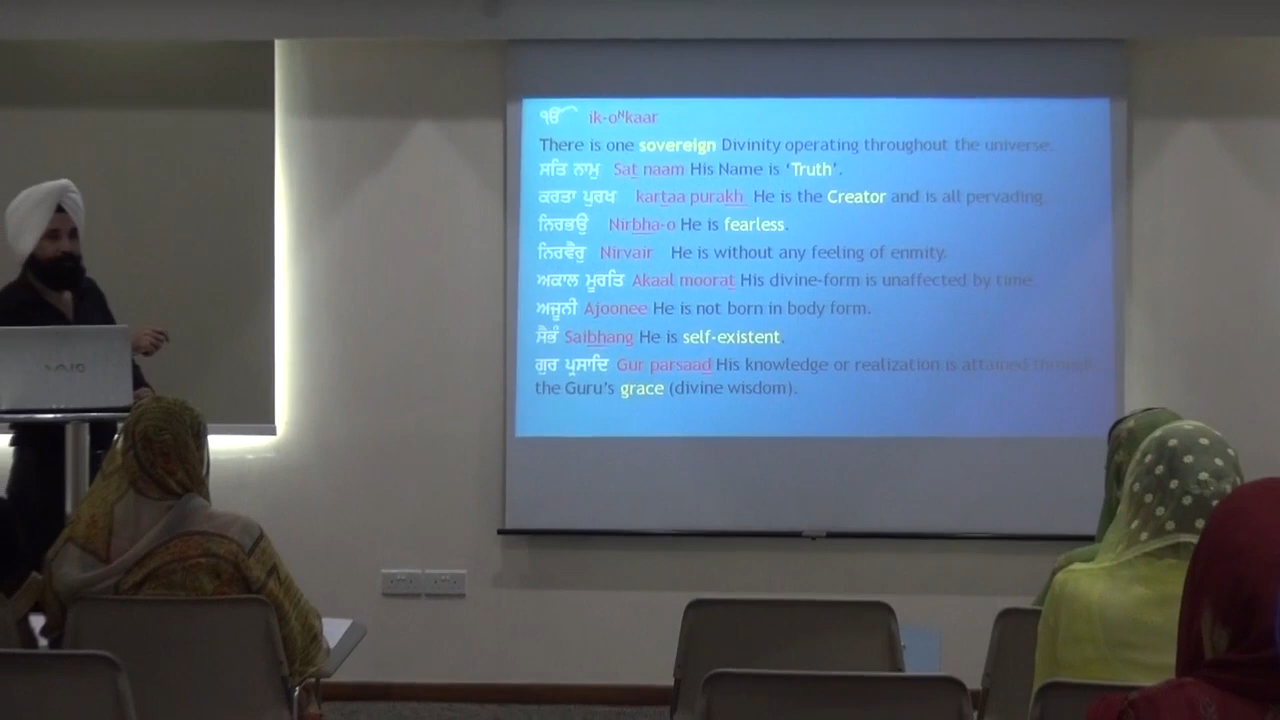 ੴ ik-oᴺkaar
There is one sovereign Divinity operating throughout the universe.
ਸਤਿ ਨਾਮੁ Sat naam His Name is ‘Truth’.
ਕਰਤਾ ਪੁਰਖ kartaa purakh He is the Creator and is all pervading.
ਨਿਰਭਉ Nirbha-o He is fearless.
ਨਿਰਵੈਰੁ Nirvair He is without any feeling of enmity.
ਅਕਾਲ ਮੂਰਤਿ Akaal moorat His divine-form is unaffected by time.
ਅਜੂਨੀ Ajoonee He is not born in body form.
ਸੈਭੰ Saibhang He is self-existent.
ਗੁਰ ਪ੍ਰਸਾਦਿ Gur parsaad His knowledge or realization is attained through
the Guru’s grace (divine wisdom).
VAIO